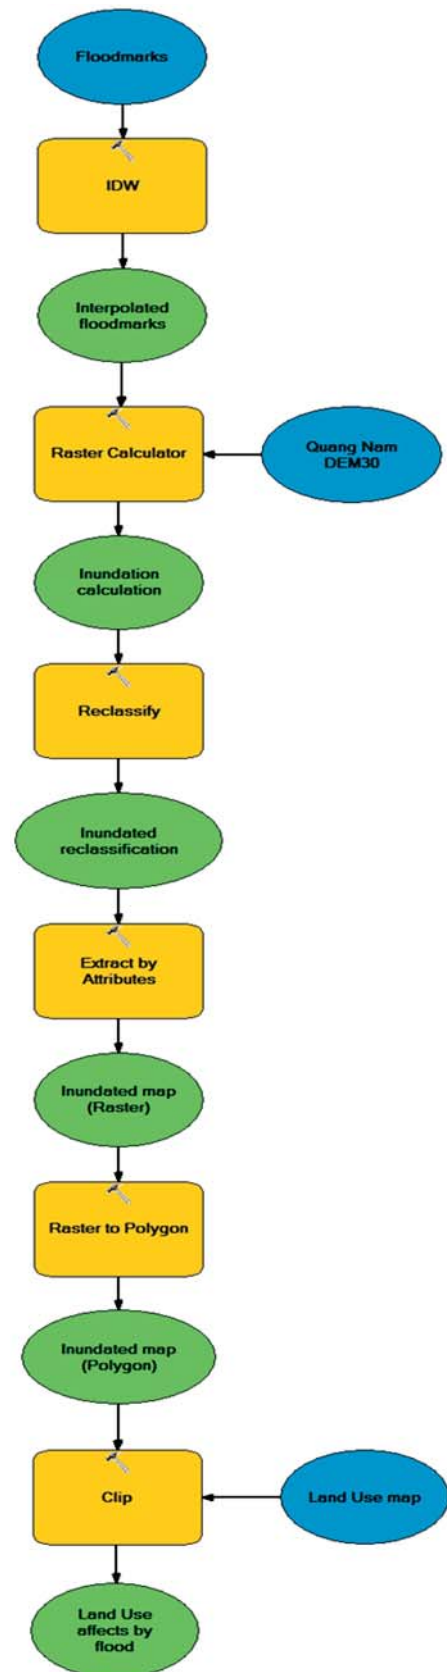 Floodmarks
IDW
Interpolated
floodmarks
Raster Calculator
Quang Nam
DEM30
Inundation
calculation
Reclassify
Inundated
reclassification
Extract by
Attributes
Inundated map
(Raster)
Raster to Polygon
Inundated map
(Polygon)
Clip
Land Use map
Land Use
affects by
flood